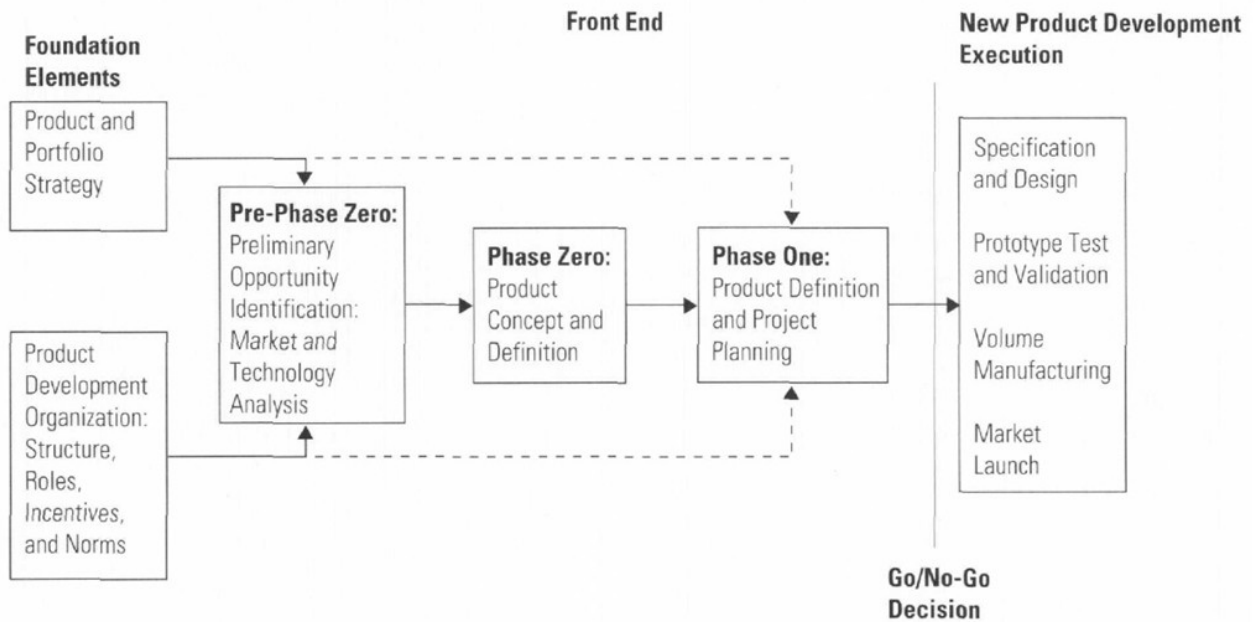 Front End
New Product Development
Execution
Foundation
Elements
Product and
Portfolio
Strategy
Product
Development
Organization:
Structure,
Roles,
Incentives,
and Norms
Pre-Phase Zero:
Preliminary
Opportunity
Identification:
Market and
Technology
Analysis
Phase Zero:
Product
Concept and
Definition
Phase One:
Product Definition
and Project
Planning
Specification
and Design
Prototype Test
and Validation
Volume
Manufacturing
Market
Launch
Go/No-Go
Decision